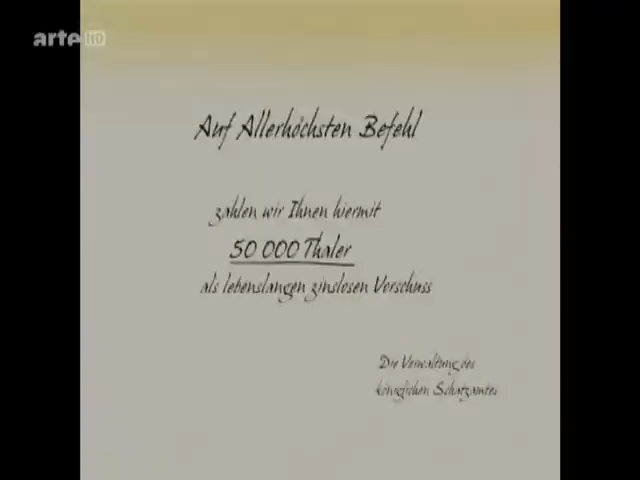 arte HD
Auf Allerhöchsten Befehl
zahlen wir Ihnen hiermit
50 000 Thaler
als lebenslangen zinslosen Vorschuss
Die Verwaltung des
königlichen Schatzamtes